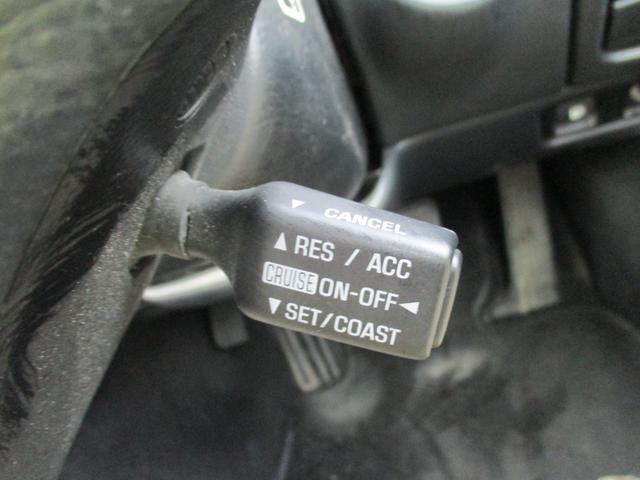 ▼ CANCEL
▲ RES / ACC
CRUISE ON-OFF ◄
▼ SET/COAST